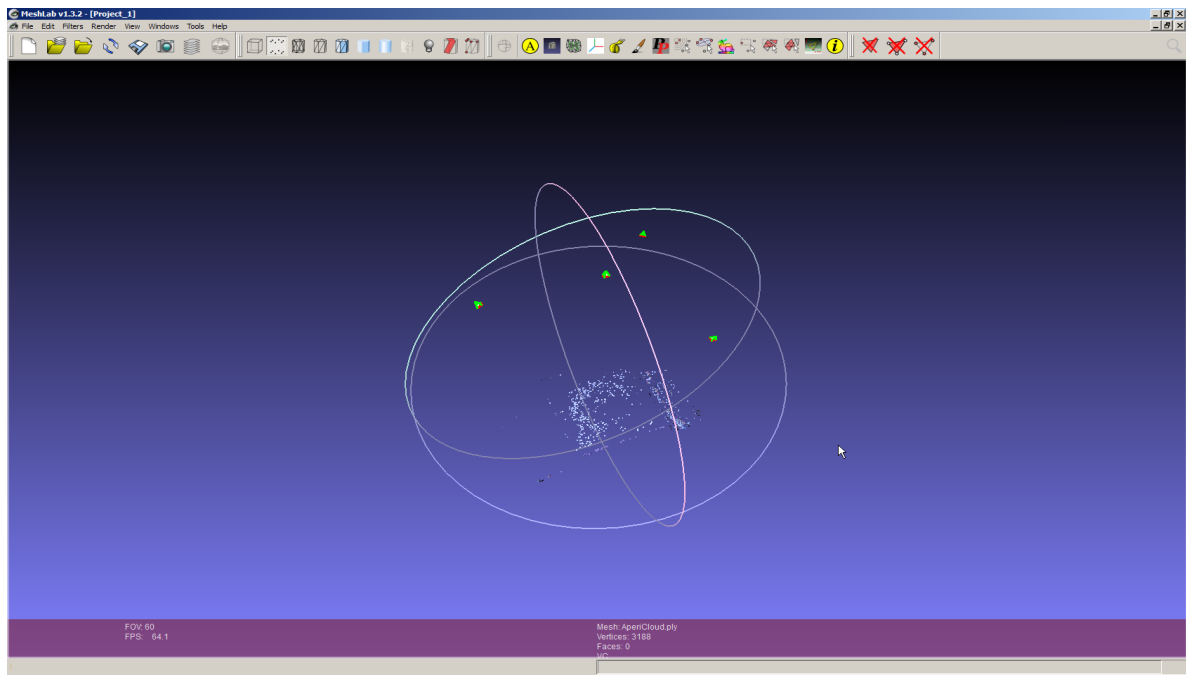 MeshLab v1.3.2 - [Project_1]
File Edit Filters Render View Windows Tools Help
A
i
FOV: 60
FPS: 64.1
Mesh: AperiCloud.ply
Vertices: 3188
Faces: 0
VC